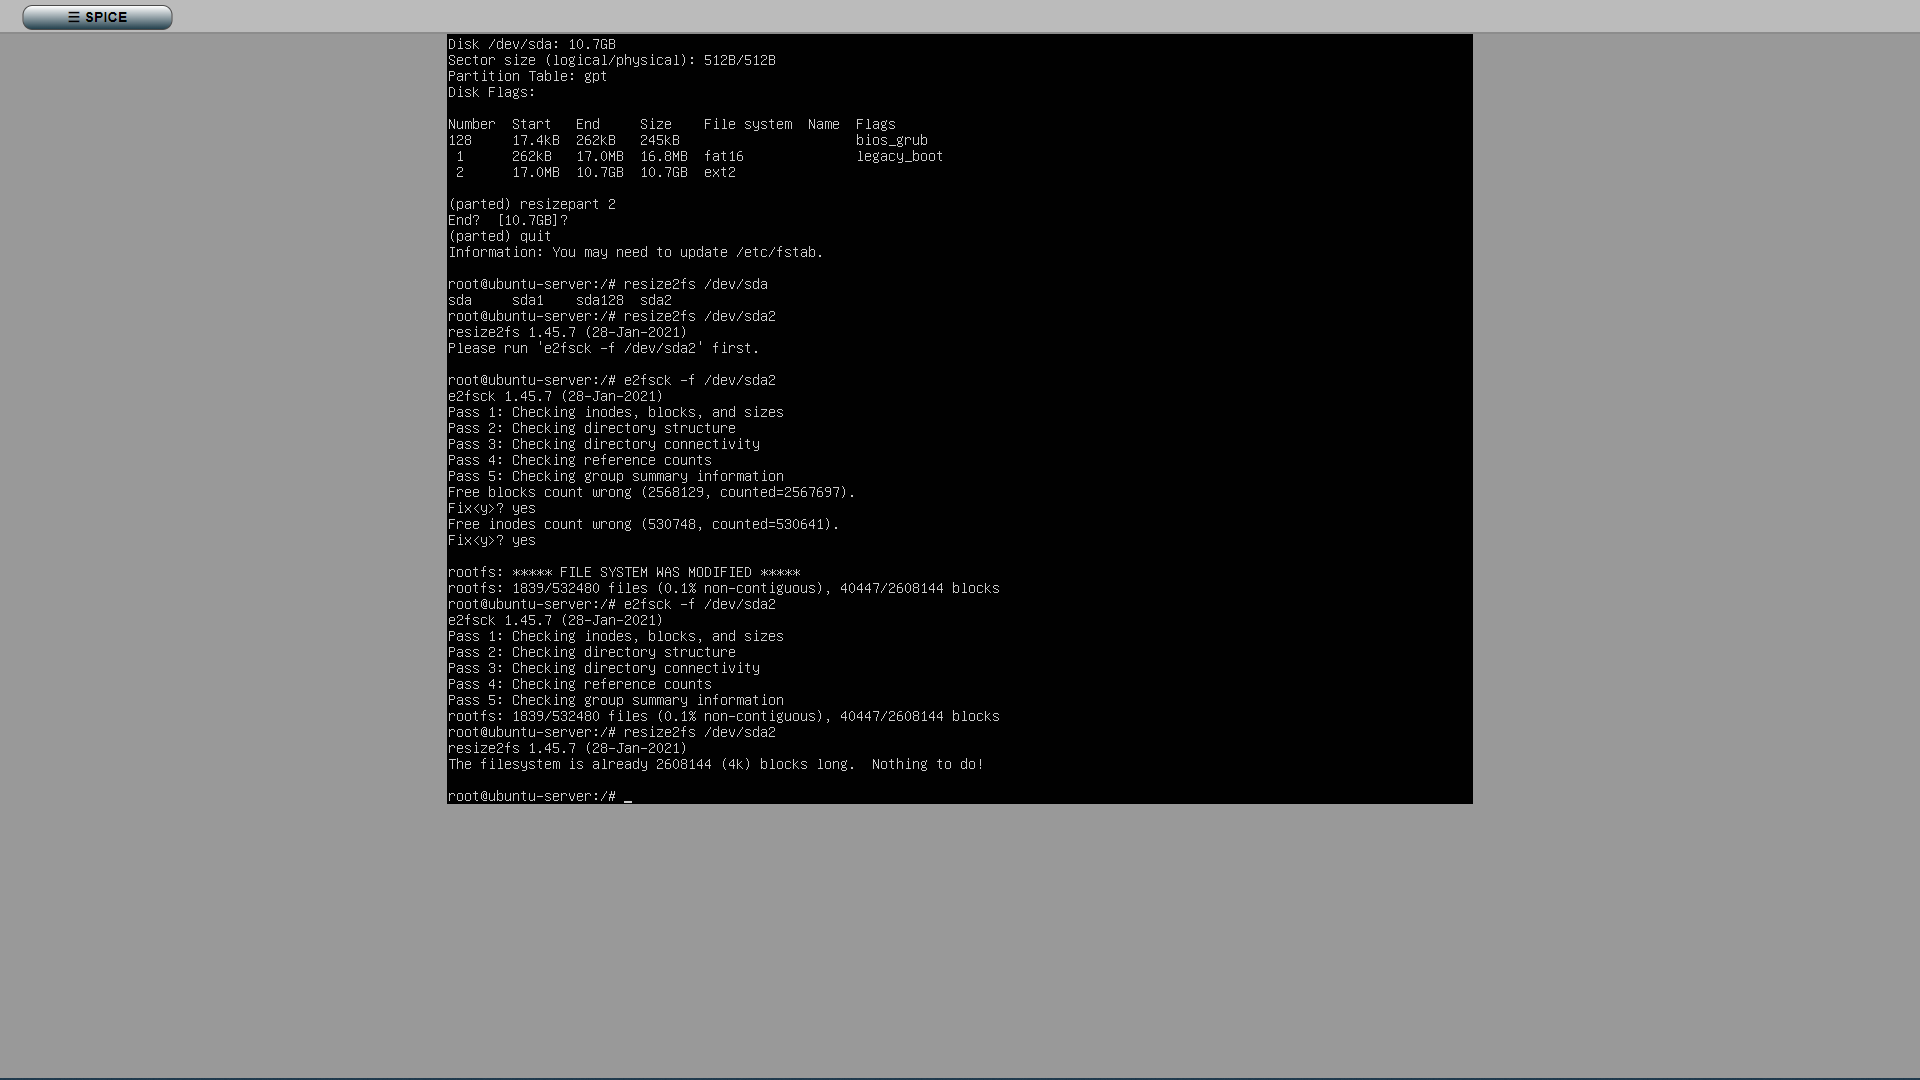 ☰ SPICE
Disk /dev/sda: 10.7GB
Sector size (logical/physical): 512B/512B
Partition Table: gpt
Disk Flags:
Number  Start   End     Size    File system  Name  Flags
128     17.4kB  262kB   245kB                      bios_grub
 1      262kB   17.0MB  16.8MB  fat16              legacy_boot
 2      17.0MB  10.7GB  10.7GB  ext2
(parted) resizepart 2
End?  [10.7GB]?
(parted) quit
Information: You may need to update /etc/fstab.
root@ubuntu-server:/# resize2fs /dev/sda
sda     sda1    sda128  sda2
root@ubuntu-server:/# resize2fs /dev/sda2
resize2fs 1.45.7 (28-Jan-2021)
Please run 'e2fsck -f /dev/sda2' first.
root@ubuntu-server:/# e2fsck -f /dev/sda2
e2fsck 1.45.7 (28-Jan-2021)
Pass 1: Checking inodes, blocks, and sizes
Pass 2: Checking directory structure
Pass 3: Checking directory connectivity
Pass 4: Checking reference counts
Pass 5: Checking group summary information
Free blocks count wrong (2568129, counted=2567697).
Fix<y>? yes
Free inodes count wrong (530748, counted=530641).
Fix<y>? yes
rootfs: ***** FILE SYSTEM WAS MODIFIED *****
rootfs: 1839/532480 files (0.1% non-contiguous), 40447/2608144 blocks
root@ubuntu-server:/# e2fsck -f /dev/sda2
e2fsck 1.45.7 (28-Jan-2021)
Pass 1: Checking inodes, blocks, and sizes
Pass 2: Checking directory structure
Pass 3: Checking directory connectivity
Pass 4: Checking reference counts
Pass 5: Checking group summary information
rootfs: 1839/532480 files (0.1% non-contiguous), 40447/2608144 blocks
root@ubuntu-server:/# resize2fs /dev/sda2
resize2fs 1.45.7 (28-Jan-2021)
The filesystem is already 2608144 (4k) blocks long.  Nothing to do!
root@ubuntu-server:/# _